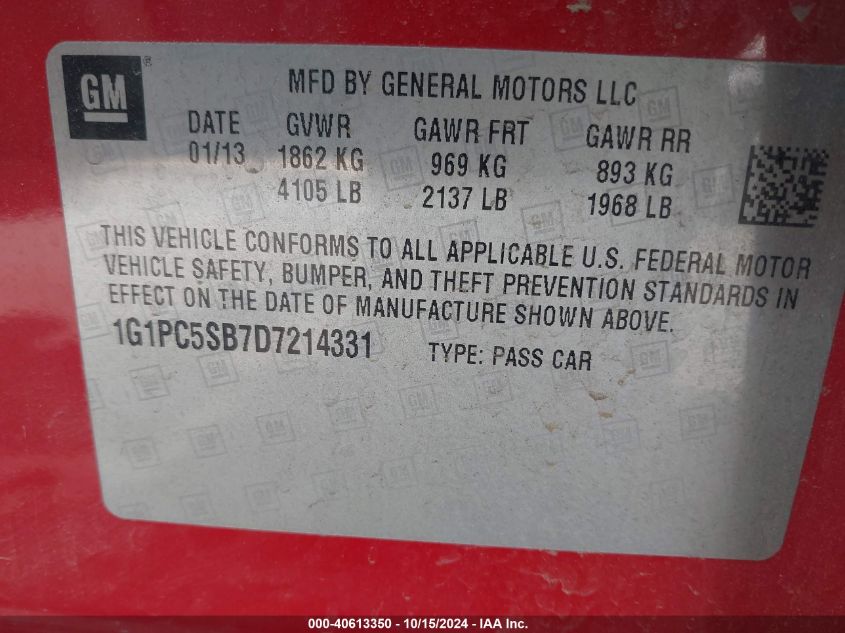 GM ®
MFD BY GENERAL MOTORS LLC
DATE GVWR GAWR FRT GAWR RR
01/13 1862 KG 969 KG 893 KG
4105 LB 2137 LB 1968 LB
THIS VEHICLE CONFORMS TO ALL APPLICABLE U.S. FEDERAL MOTOR
VEHICLE SAFETY, BUMPER, AND THEFT PREVENTION STANDARDS IN
EFFECT ON THE DATE OF MANUFACTURE SHOWN ABOVE.
1G1PC5SB7D7214331 TYPE: PASS CAR
000-40613350 - 10/15/2024 - IAA Inc.